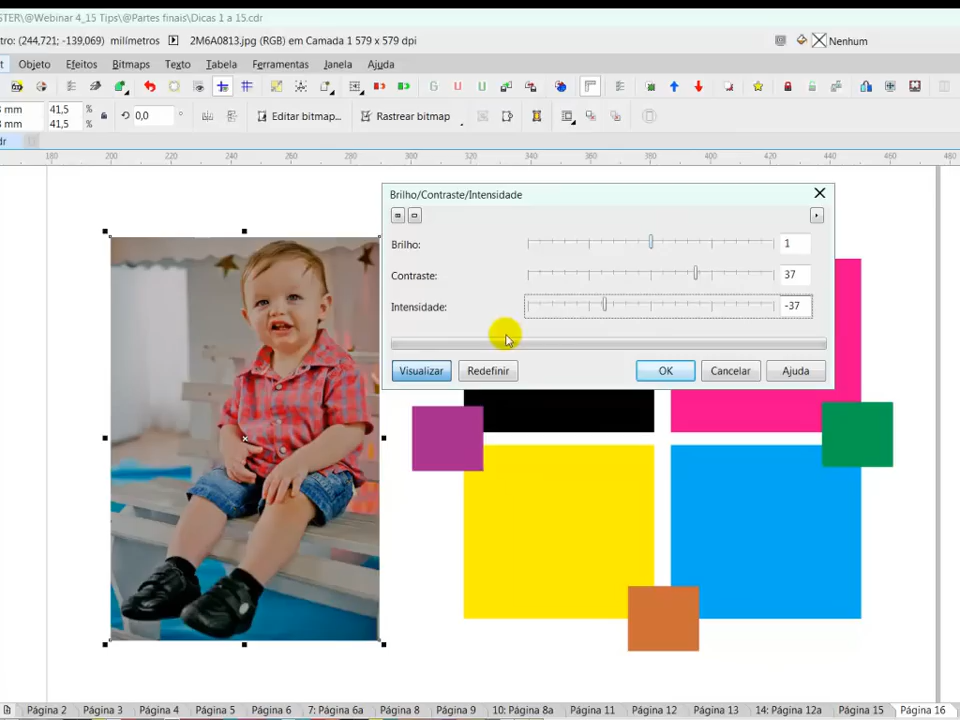 STER\@Webinar 4_15 Tips\@Partes finais\Dicas 1 a 15.cdr
tro: (244,721; -139,069) milímetros 2M6A0813.jpg (RGB) em Camada 1 579 x 579 dpi Nenhum
t Objeto Efeitos Bitmaps Texto Tabela Ferramentas Janela Ajuda
mm 41,5 % 0,0 ° Editar bitmap... Rastrear bitmap
mm 41,5 %
dr
180 200 220 240 260 280 300 320 340 360 380 400 420 440 460 480
Brilho/Contraste/Intensidade
Brilho: 1
Contraste: 37
Intensidade: -37
Visualizar Redefinir OK Cancelar Ajuda
Página 2 Página 3 Página 4 Página 5 Página 6 7: Página 6a Página 8 Página 9 10: Página 8a Página 11 Página 12 Página 13 14: Página 12a Página 15 Página 16